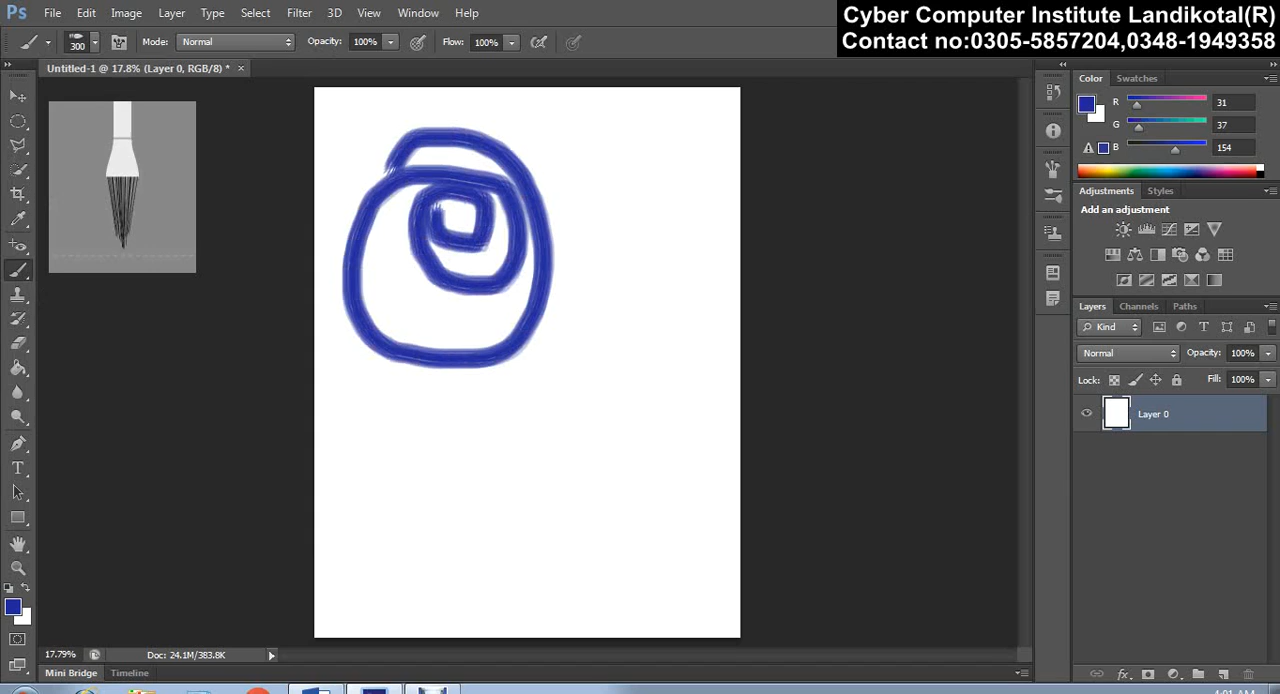 Ps File Edit Image Layer Type Select Filter 3D View Window Help
Cyber Computer Institute Landikotal(R)
Contact no:0305-5857204,0348-1949358
300 Mode: Normal Opacity: 100% Flow: 100%
Untitled-1 @ 17.8% (Layer 0, RGB/8) * ×
Color Swatches
R 31
G 37
B 154
Adjustments Styles
Add an adjustment
Layers Channels Paths
Kind
Normal Opacity: 100%
Lock: Fill: 100%
Layer 0
T
17.79% Doc: 24.1M/383.8K
Mini Bridge Timeline